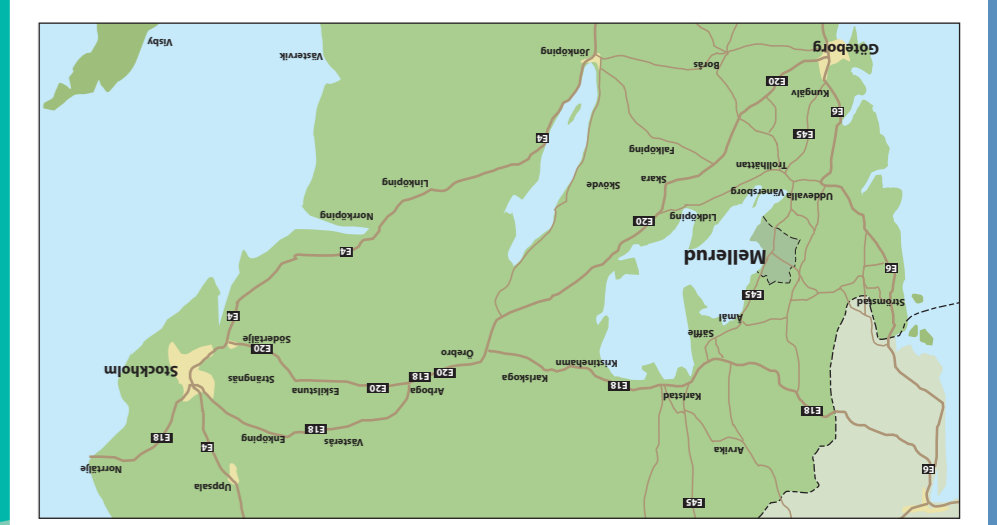 E45
E6
Arvika
Uppsala
Norrtälje
Västerås
Enköping
E4
E18
E18
E18
Karlstad
E18
Kristinehamn
Karlskoga
Arboga
E18
E20
E20
Eskilstuna
Strängnäs
Stockholm
Örebro
E20
Södertälje
Säffle
Åmål
E4
Strömstad
E45
E6
Mellerud
E4
E20
Lidköping
Norrköping
Uddevalla
Vänersborg
Skara
Skövde
Linköping
Trollhättan
Falköping
E45
E4
E6
Kungälv
E20
Borås
Göteborg
Jönköping
Västervik
Visby